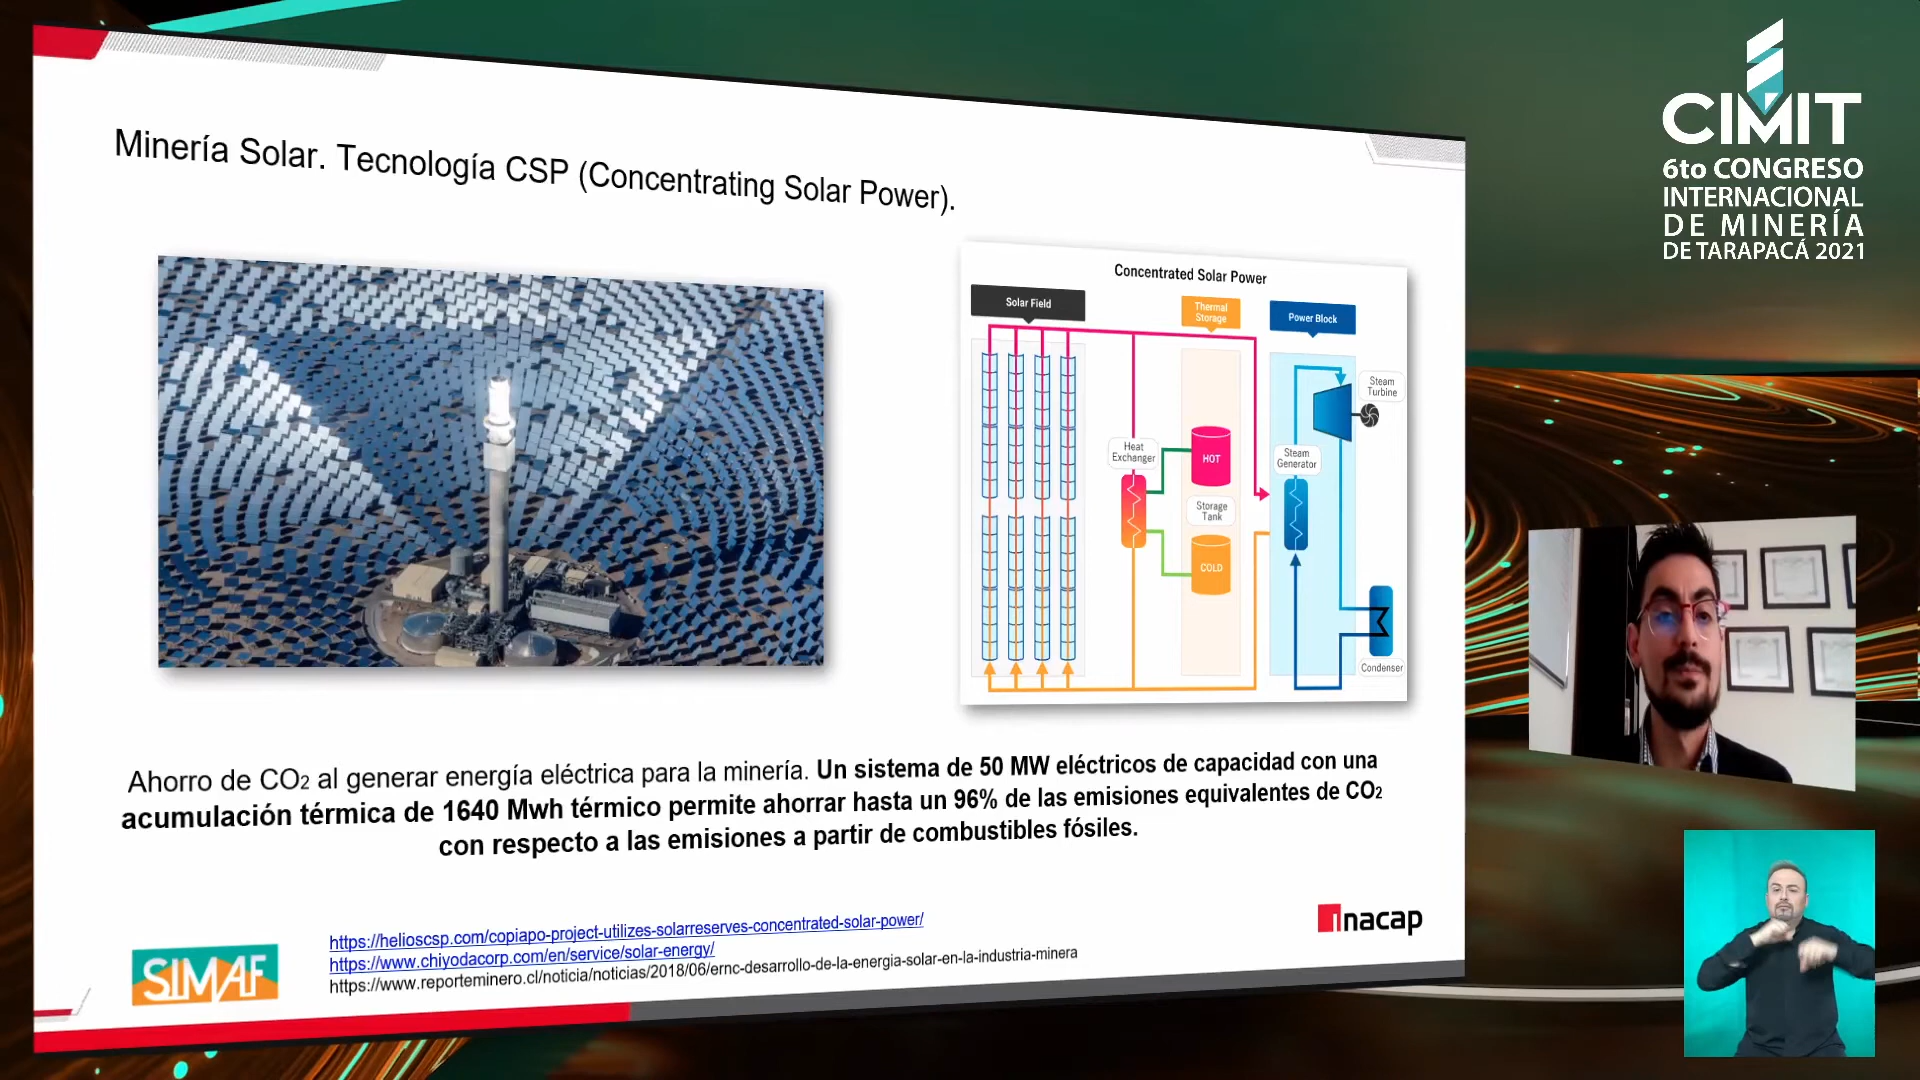 CIMIT
6to CONGRESO
INTERNACIONAL
DE MINERÍA
DE TARAPACÁ 2021
Minería Solar. Tecnología CSP (Concentrating Solar Power).
Concentrated Solar Power
Solar Field
Thermal
Storage
Power Block
Steam
Turbine
Heat
Exchanger
HOT
Steam
Generator
Storage
Tank
COLD
Condenser
Ahorro de CO2 al generar energía eléctrica para la minería. Un sistema de 50 MW eléctricos de capacidad con una
acumulación térmica de 1640 Mwh térmico permite ahorrar hasta un 96% de las emisiones equivalentes de CO2
con respecto a las emisiones a partir de combustibles fósiles.
SIMAF
https://helioscsp.com/copiapo-project-utilizes-solarreserves-concentrated-solar-power/
https://www.chiyodacorp.com/en/service/solar-energy/
https://www.reporteminero.cl/noticia/noticias/2018/06/ernc-desarrollo-de-la-energia-solar-en-la-industria-minera
inacap